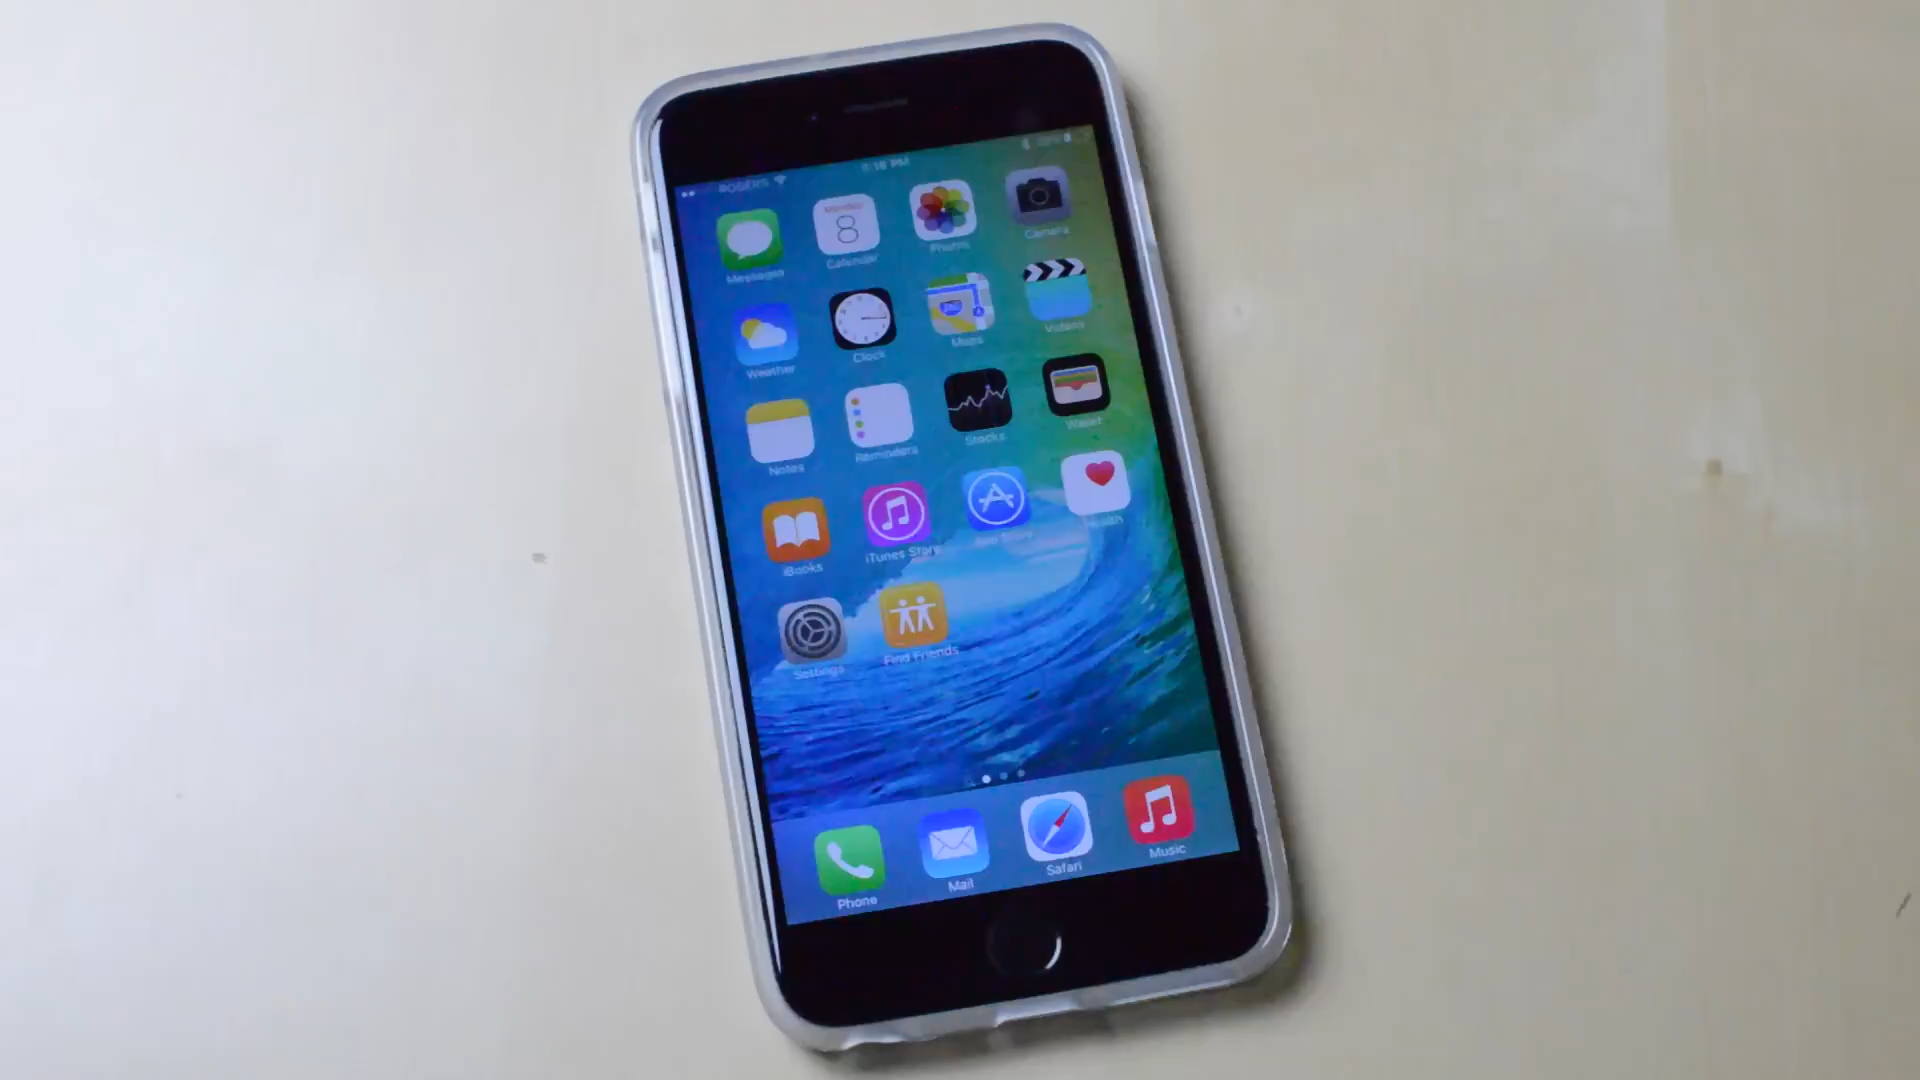 ROGERS
Messages
Monday
8
Calendar
Photos
Camera
Weather
Clock
Maps
Videos
Notes
Reminders
Stocks
Wallet
iBooks
iTunes Store
App Store
Health
Settings
Find Friends
Phone
Mail
Safari
Music